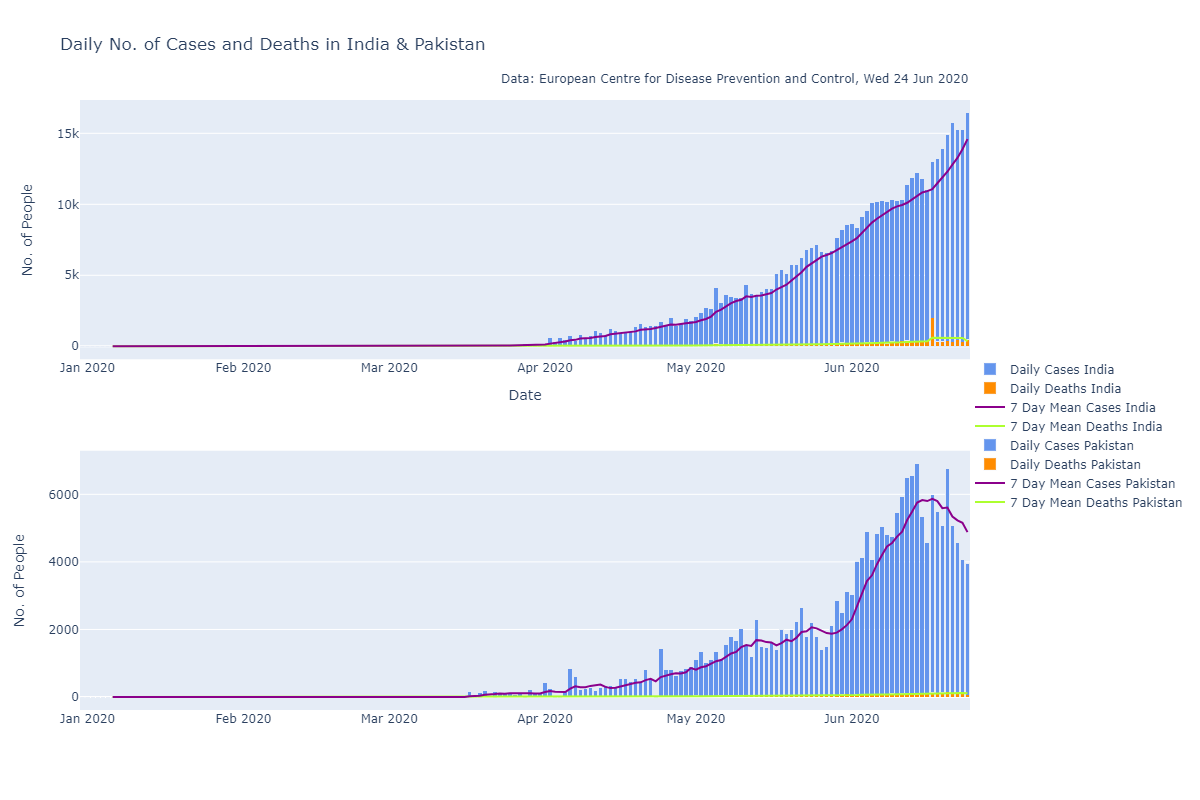 Daily No. of Cases and Deaths in India & Pakistan
Data: European Centre for Disease Prevention and Control, Wed 24 Jun 2020
No. of People
15k
10k
5k
0
Jan 2020 Feb 2020 Mar 2020 Apr 2020 May 2020 Jun 2020
Date
Daily Cases India
Daily Deaths India
7 Day Mean Cases India
7 Day Mean Deaths India
Daily Cases Pakistan
Daily Deaths Pakistan
7 Day Mean Cases Pakistan
7 Day Mean Deaths Pakistan
No. of People
6000
4000
2000
0
Jan 2020 Feb 2020 Mar 2020 Apr 2020 May 2020 Jun 2020